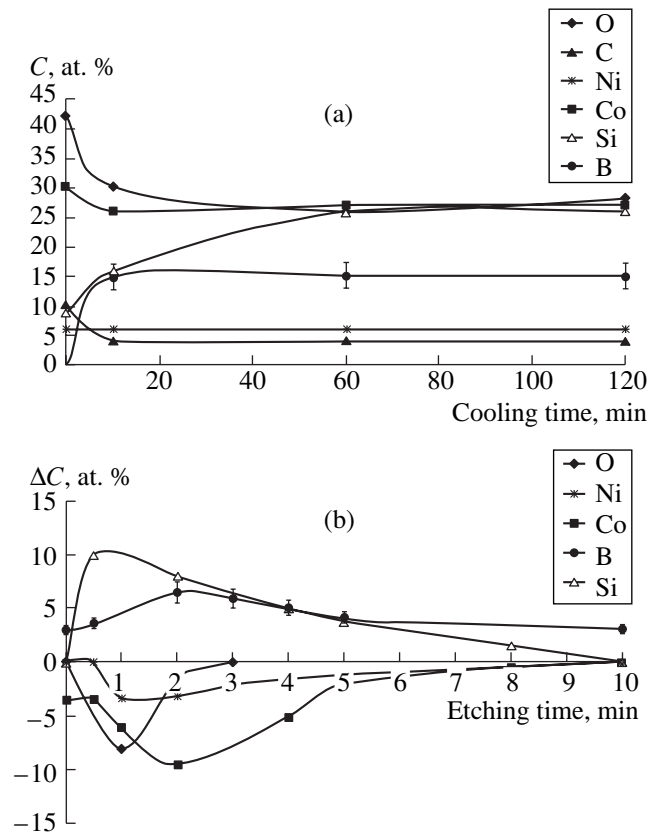 O
C
Ni
Co
Si
B
C, at. %
(a)
45
40
35
30
25
20
15
10
5
0
20 40 60 80 100 120
Cooling time, min
O
Ni
Co
B
Si
ΔC, at. %
(b)
15
10
5
0
1 2 3 4 5 6 7 8 9 10
Etching time, min
–5
–10
–15